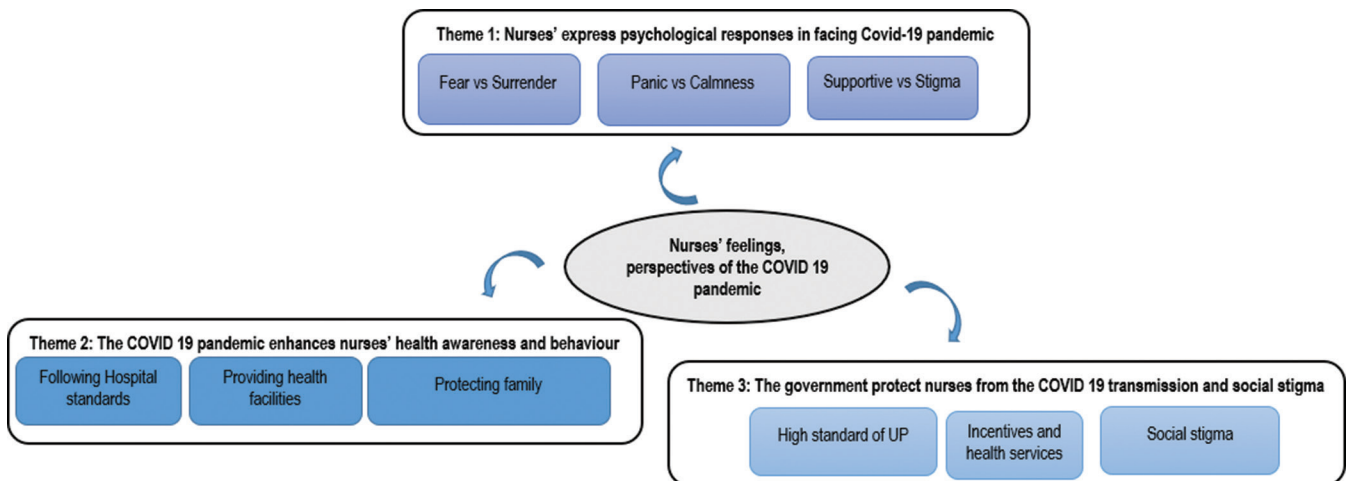 Theme 1: Nurses' express psychological responses in facing Covid-19 pandemic
Fear vs Surrender
Panic vs Calmness
Supportive vs Stigma
Nurses' feelings,
perspectives of the COVID 19
pandemic
Theme 2: The COVID 19 pandemic enhances nurses' health awareness and behaviour
Following Hospital
standards
Providing health
facilities
Protecting family
Theme 3: The government protect nurses from the COVID 19 transmission and social stigma
High standard of UP
Incentives and
health services
Social stigma